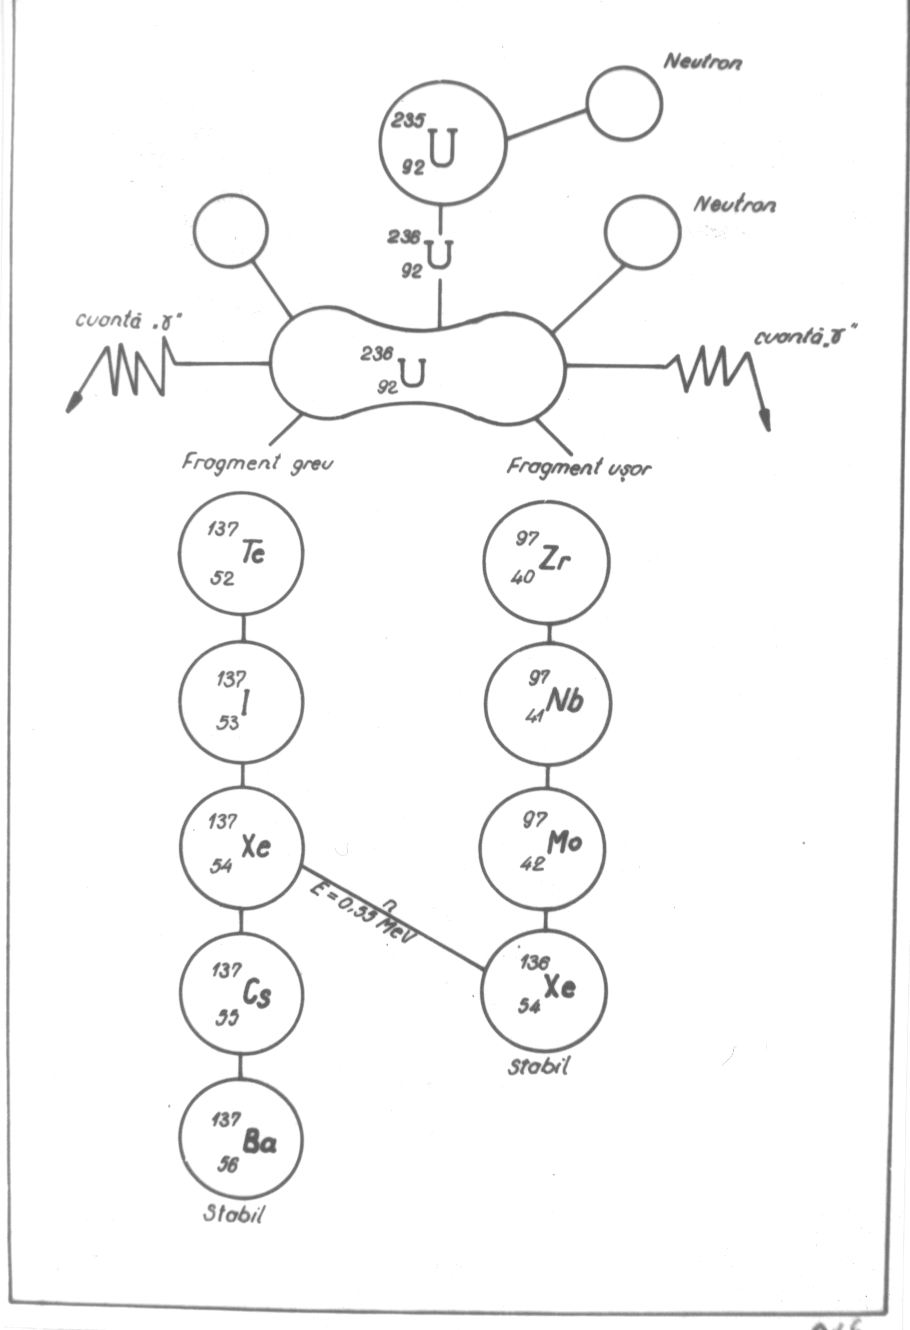 Neutron
235
92 U
Neutron
236
92 U
cuantă „γ"
cuantă „γ"
236
92 U
Fragment greu
Fragment ușor
137
52 Te
97
40 Zr
137
53 I
97
41 Nb
137
54 Xe
97
42 Mo
n
E = 0,55 MeV
137
55 Cs
136
54 Xe
Stabil
137
56 Ba
Stabil